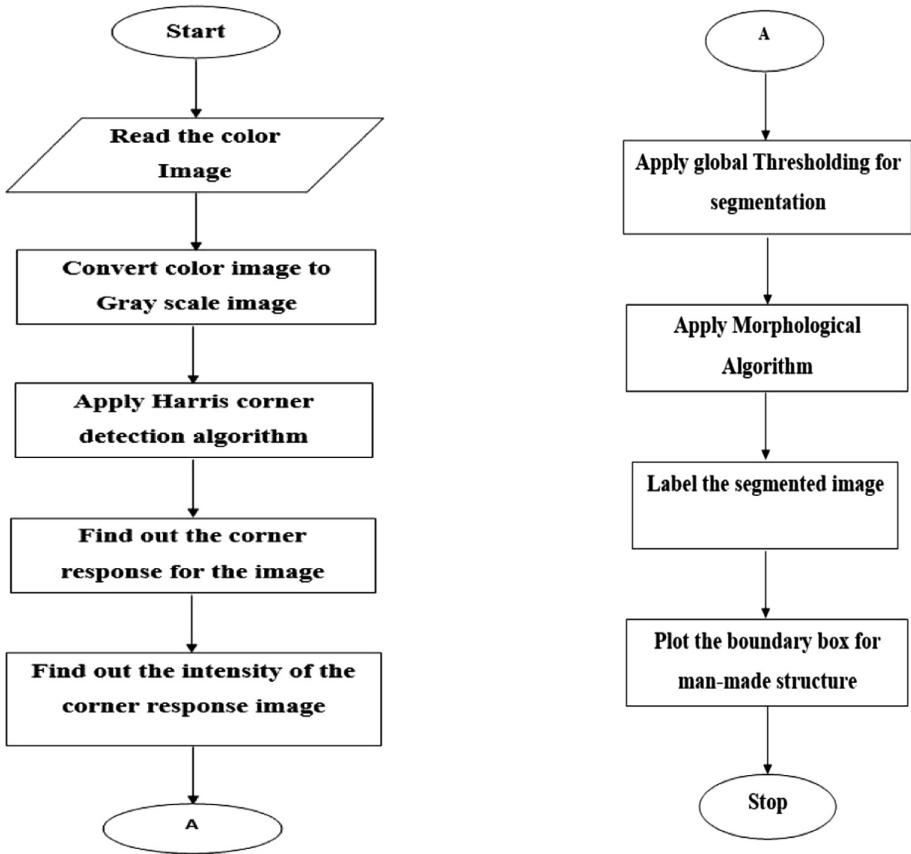 Start
Read the color
Image
Convert color image to
Gray scale image
Apply Harris corner
detection algorithm
Find out the corner
response for the image
Find out the intensity of the
corner response image
A
A
Apply global Thresholding for
segmentation
Apply Morphological
Algorithm
Label the segmented image
Plot the boundary box for
man-made structure
Stop